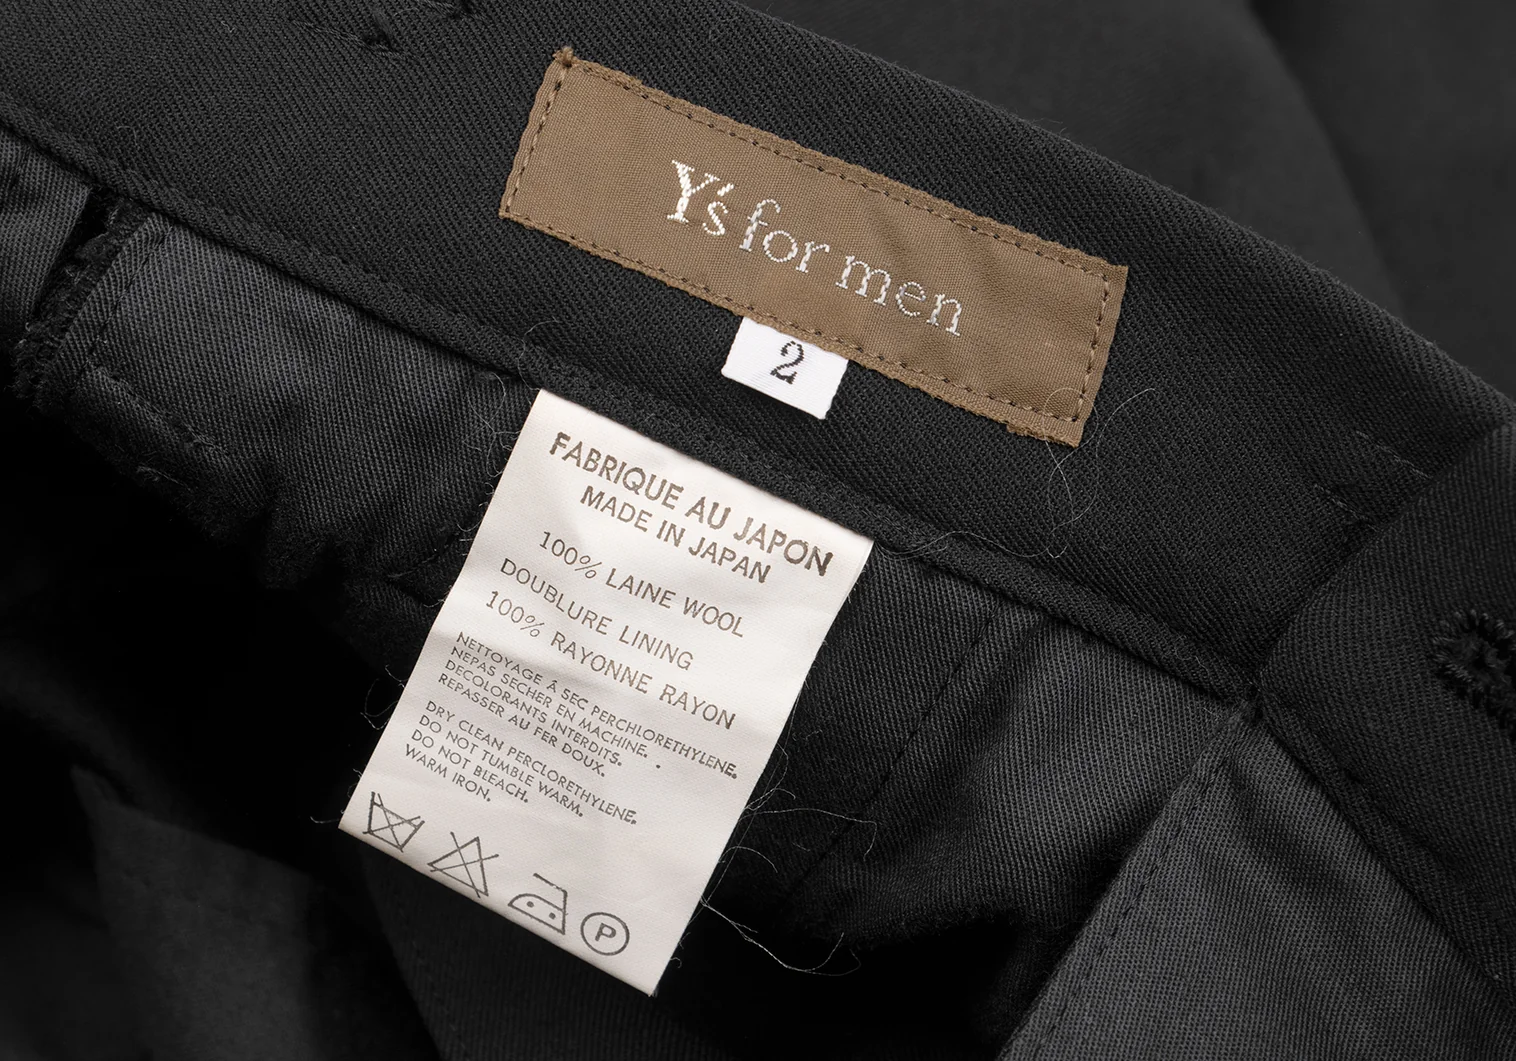 Y's for men
2
FABRIQUE AU JAPON
MADE IN JAPAN
100% LAINE WOOL
DOUBLURE LINING
100% RAYONNE RAYON
NETTOYAGE À SEC PERCHLORETHYLENE.
NEPAS SECHER EN MACHINE.
DECOLORANTS INTERDITS.
REPASSER AU FER DOUX.
DRY CLEAN PERCLORETHYLENE.
DO NOT TUMBLE WARM.
DO NOT BLEACH.
WARM IRON.
P